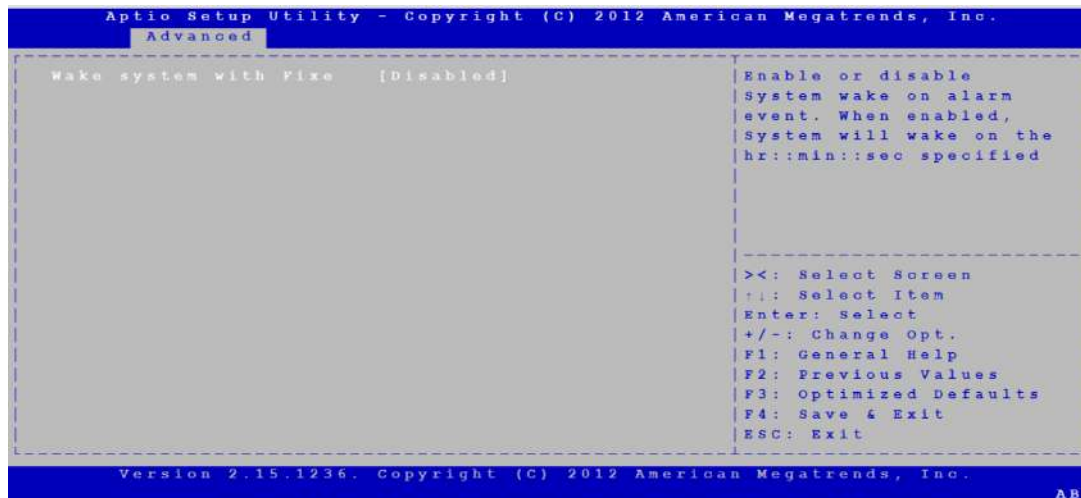 Aptio Setup Utility - Copyright (C) 2012 American Megatrends, Inc.
Advanced
Wake system with Fixe [Disabled]
Enable or disable
System wake on alarm
event. When enabled,
System will wake on the
hr::min::sec specified
><: Select Screen
↑↓: Select Item
Enter: Select
+/-: Change Opt.
F1: General Help
F2: Previous Values
F3: Optimized Defaults
F4: Save & Exit
ESC: Exit
Version 2.15.1236. Copyright (C) 2012 American Megatrends, Inc.
AB